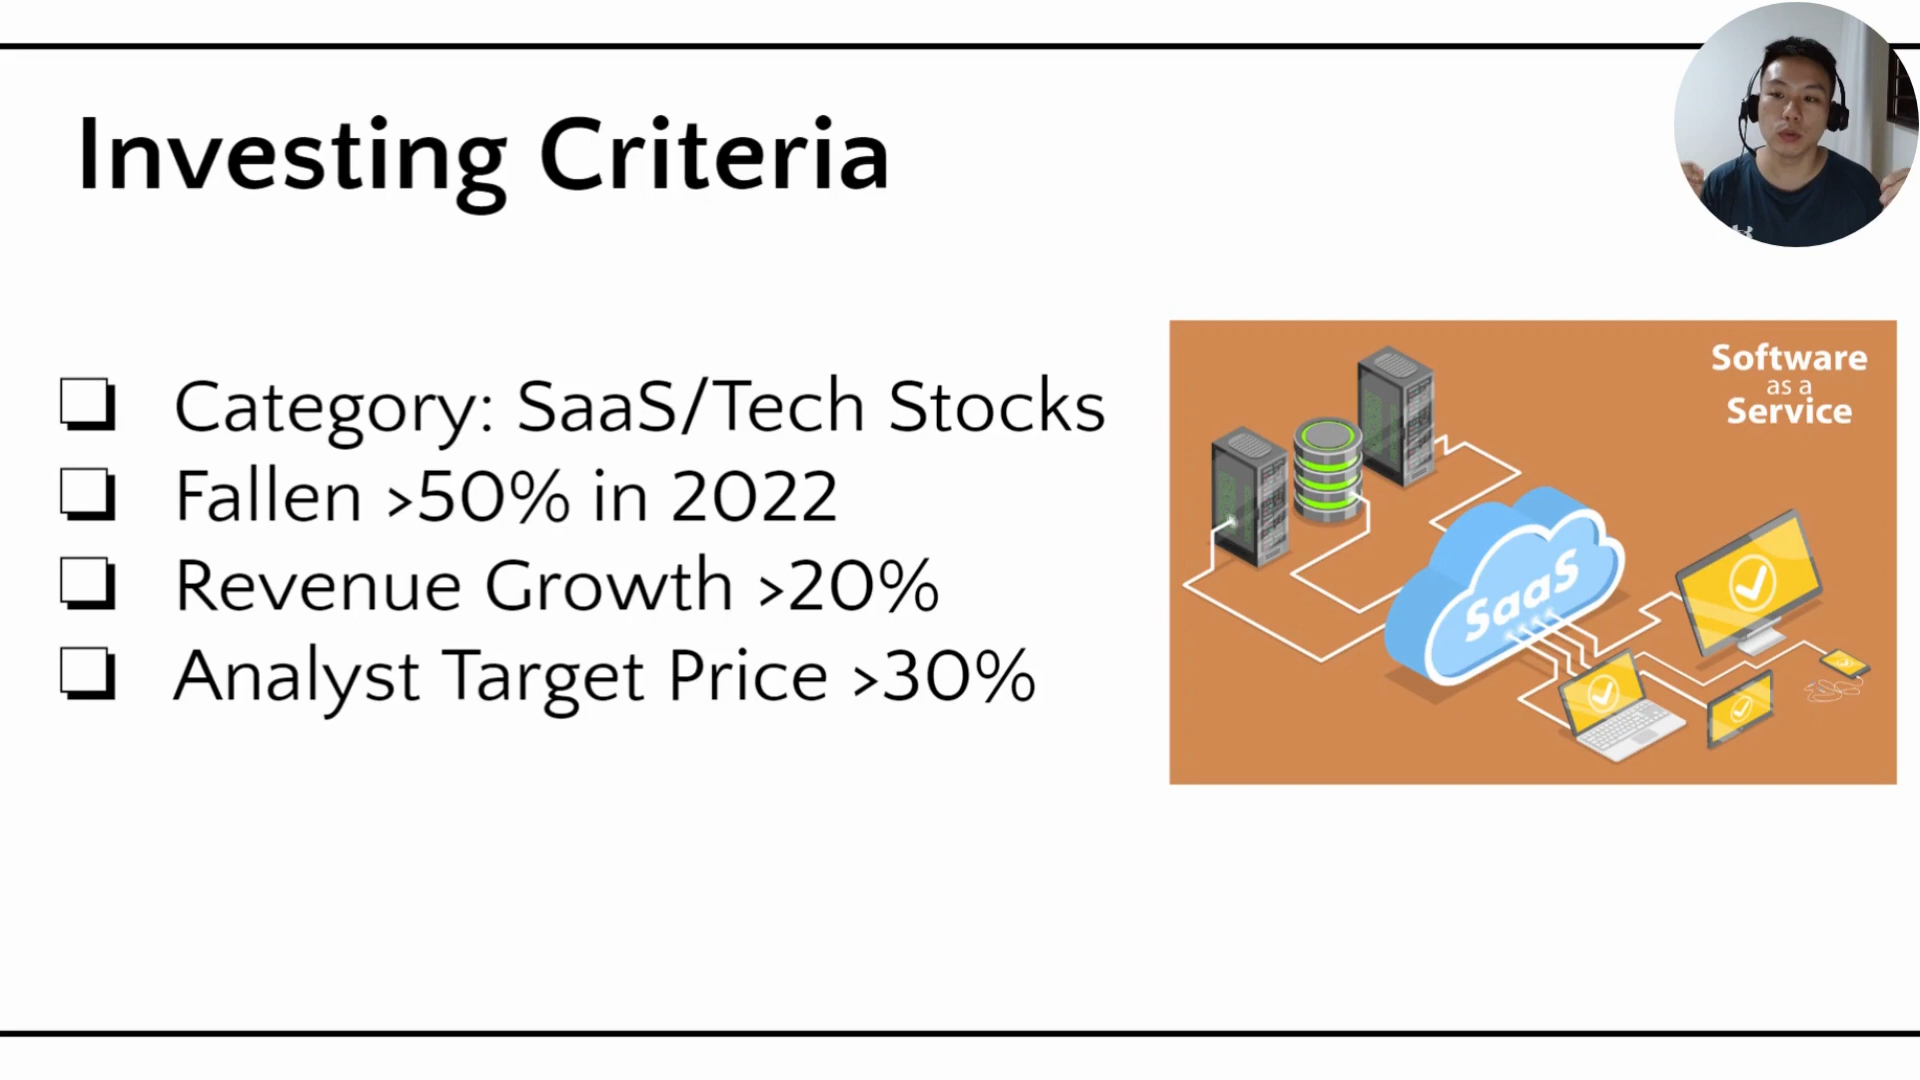 Investing Criteria
Category: SaaS/Tech Stocks
Fallen >50% in 2022
Revenue Growth >20%
Analyst Target Price >30%
Software
as a
Service
SaaS